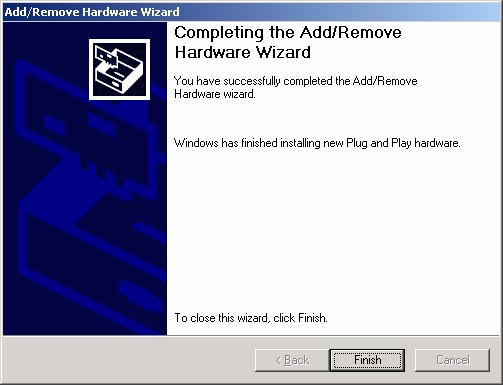 Add/Remove Hardware Wizard
Completing the Add/Remove
Hardware Wizard
You have successfully completed the Add/Remove
Hardware wizard.
Windows has finished installing new Plug and Play hardware.
To close this wizard, click Finish.
< Back
Finish
Cancel